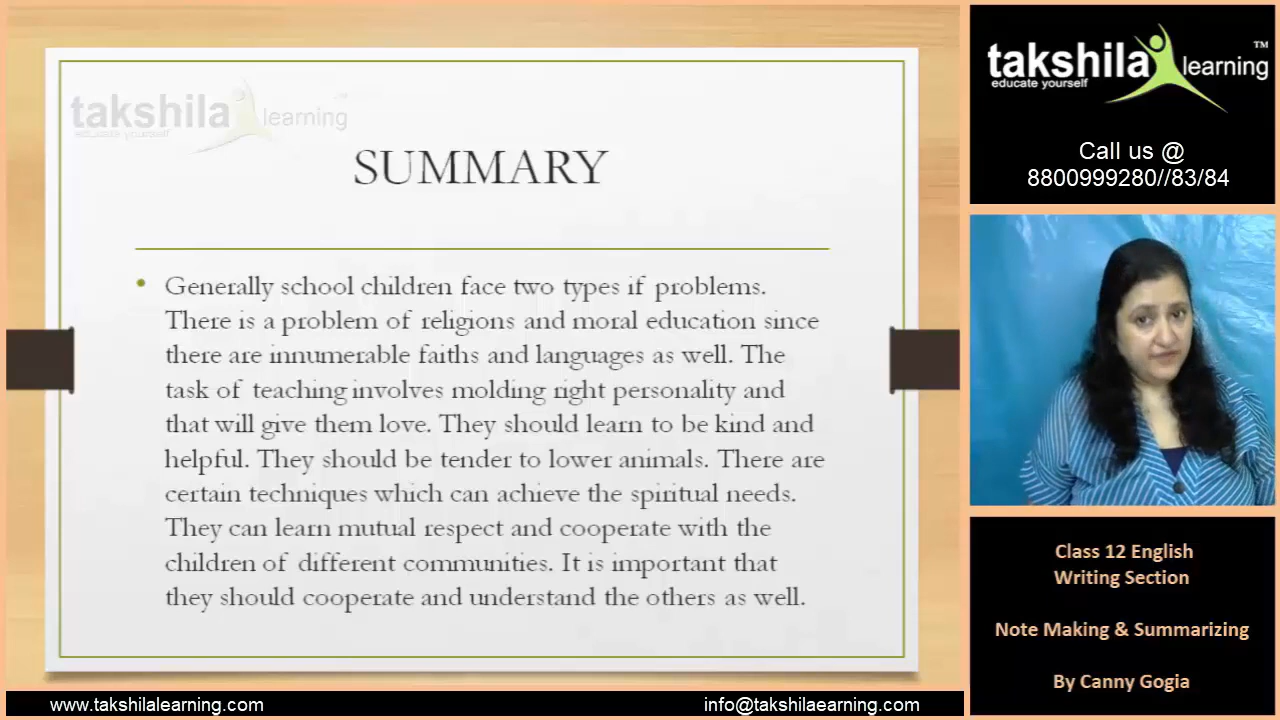 takshila learning
educate yourself
SUMMARY
• Generally school children face two types if problems.
There is a problem of religions and moral education since
there are innumerable faiths and languages as well. The
task of teaching involves molding right personality and
that will give them love. They should learn to be kind and
helpful. They should be tender to lower animals. There are
certain techniques which can achieve the spiritual needs.
They can learn mutual respect and cooperate with the
children of different communities. It is important that
they should cooperate and understand the others as well.
takshila learning TM
educate yourself
Call us @
8800999280//83/84
Class 12 English
Writing Section
Note Making & Summarizing
By Canny Gogia
www.takshilalearning.com
info@takshilaearning.com